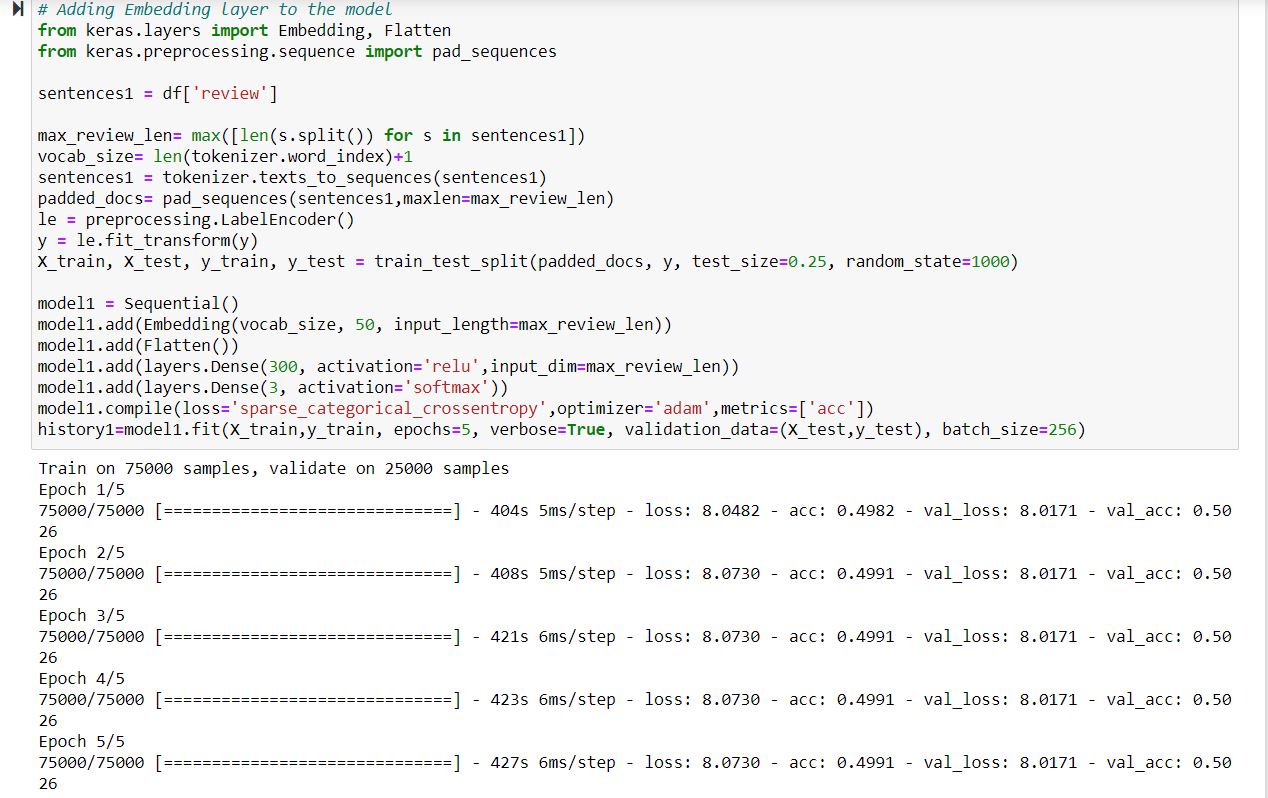 # Adding Embedding layer to the model
from keras.layers import Embedding, Flatten
from keras.preprocessing.sequence import pad_sequences
sentences1 = df['review']
max_review_len= max([len(s.split()) for s in sentences1])
vocab_size= len(tokenizer.word_index)+1
sentences1 = tokenizer.texts_to_sequences(sentences1)
padded_docs= pad_sequences(sentences1,maxlen=max_review_len)
le = preprocessing.LabelEncoder()
y = le.fit_transform(y)
X_train, X_test, y_train, y_test = train_test_split(padded_docs, y, test_size=0.25, random_state=1000)
model1 = Sequential()
model1.add(Embedding(vocab_size, 50, input_length=max_review_len))
model1.add(Flatten())
model1.add(layers.Dense(300, activation='relu',input_dim=max_review_len))
model1.add(layers.Dense(3, activation='softmax'))
model1.compile(loss='sparse_categorical_crossentropy',optimizer='adam',metrics=['acc'])
history1=model1.fit(X_train,y_train, epochs=5, verbose=True, validation_data=(X_test,y_test), batch_size=256)
Train on 75000 samples, validate on 25000 samples
Epoch 1/5
75000/75000 [==============================] - 404s 5ms/step - loss: 8.0482 - acc: 0.4982 - val_loss: 8.0171 - val_acc: 0.50
26
Epoch 2/5
75000/75000 [==============================] - 408s 5ms/step - loss: 8.0730 - acc: 0.4991 - val_loss: 8.0171 - val_acc: 0.50
26
Epoch 3/5
75000/75000 [==============================] - 421s 6ms/step - loss: 8.0730 - acc: 0.4991 - val_loss: 8.0171 - val_acc: 0.50
26
Epoch 4/5
75000/75000 [==============================] - 423s 6ms/step - loss: 8.0730 - acc: 0.4991 - val_loss: 8.0171 - val_acc: 0.50
26
Epoch 5/5
75000/75000 [==============================] - 427s 6ms/step - loss: 8.0730 - acc: 0.4991 - val_loss: 8.0171 - val_acc: 0.50
26